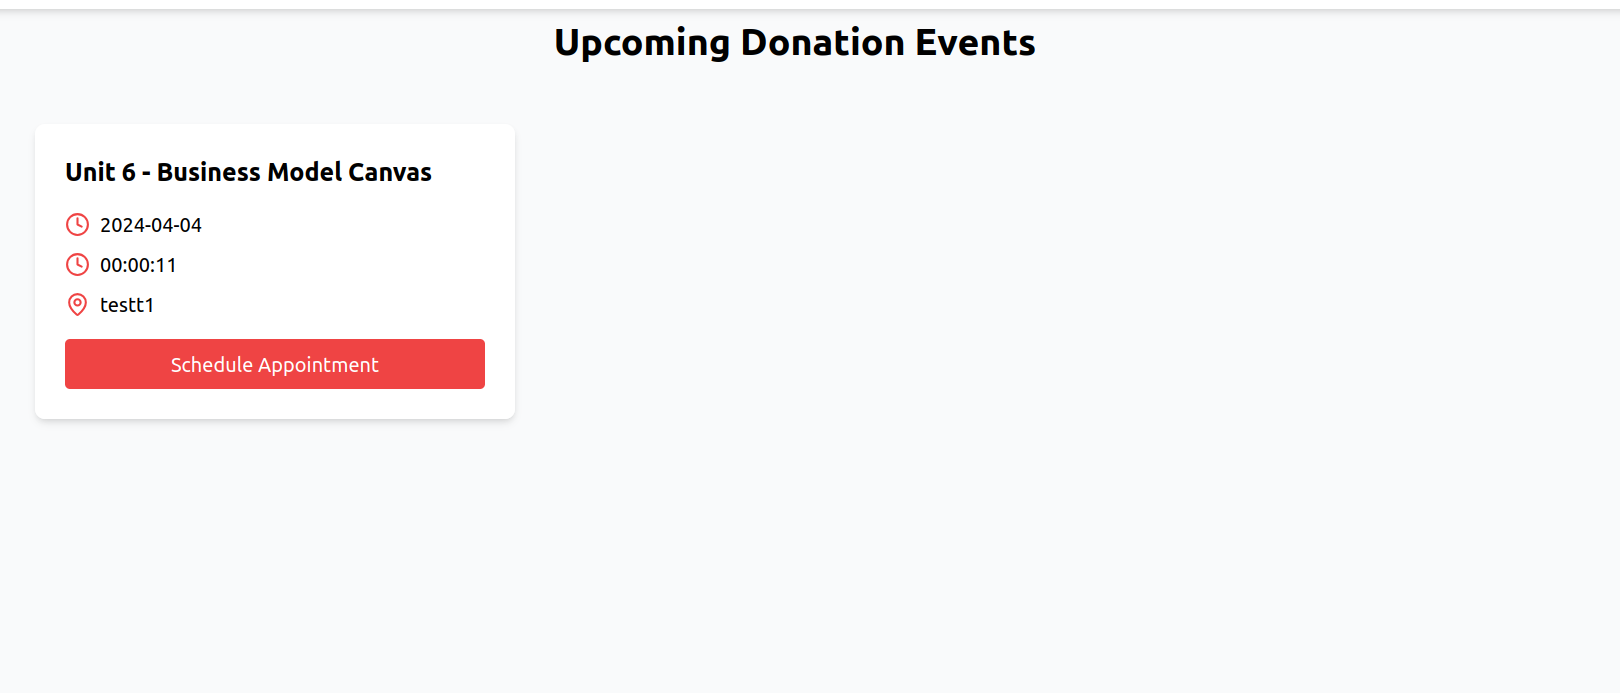 Upcoming Donation Events
Unit 6 - Business Model Canvas
2024-04-04
00:00:11
testt1
Schedule Appointment